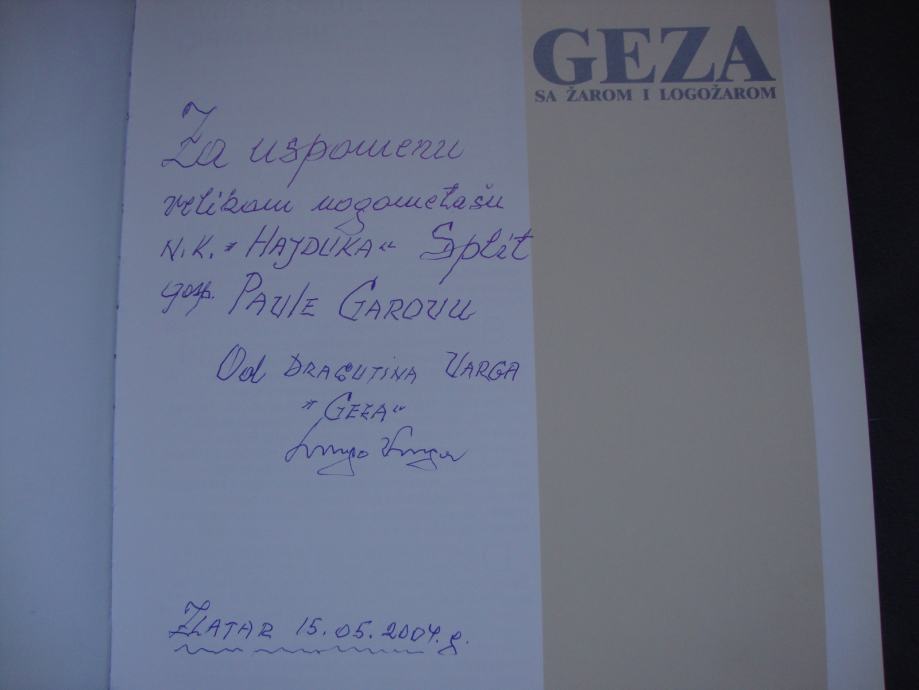 GEZA
SA ŽAROM I LOGOŽAROM
Za uspomenu
velikom nogometašu
N.K. "HAJDUKA" Split
gosp. PAVLE GAROVU
Od DRAGUTINA VARGA
"GEZA"
ZLATAR 15.05.2004.g.